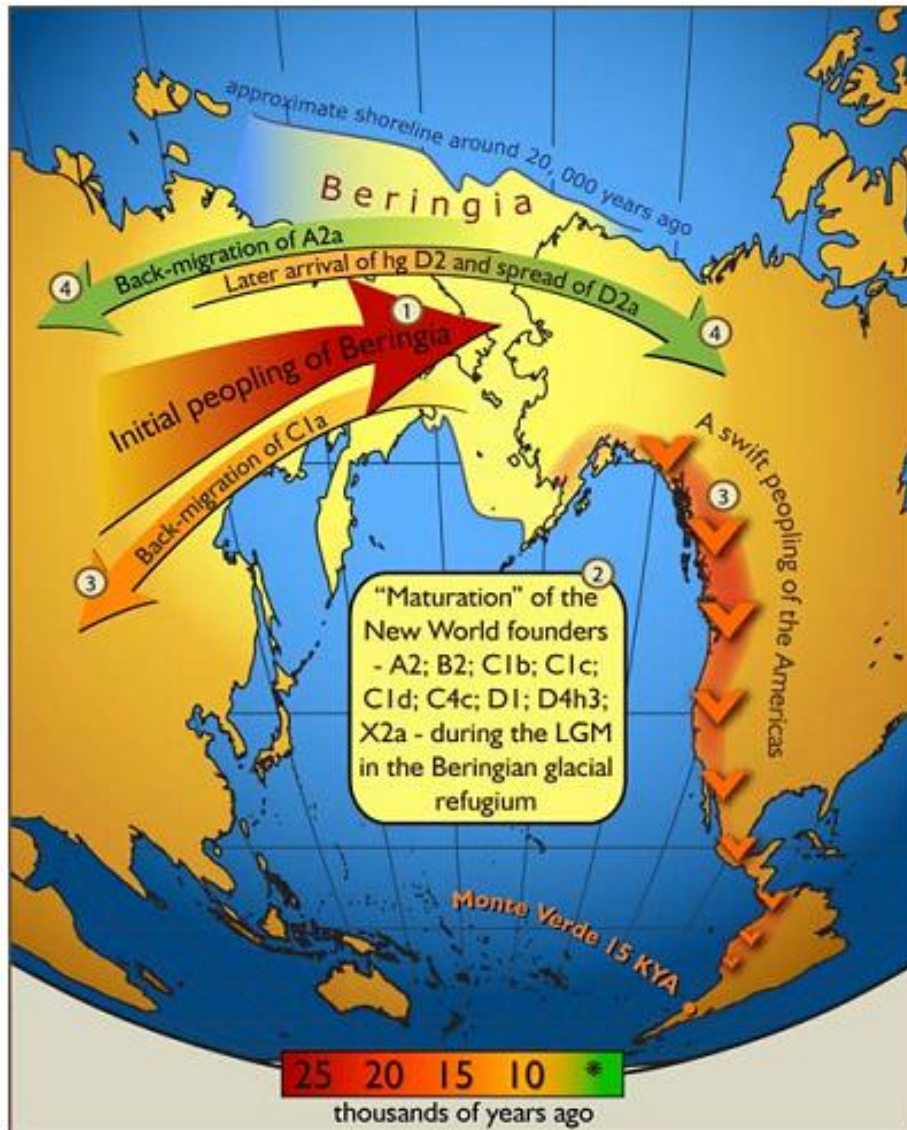 approximate shoreline around 20, 000 years ago
Beringia
Back-migration of A2a
Later arrival of hg D2 and spread of D2a
4
4
1
Initial peopling of Beringia
Back-migration of C1a
3
A swift peopling of the Americas
3
2
“Maturation” of the
New World founders
- A2; B2; C1b; C1c;
C1d; C4c; D1; D4h3;
X2a - during the LGM
in the Beringian glacial
refugium
Monte Verde 15 KYA
25 20 15 10 *
thousands of years ago